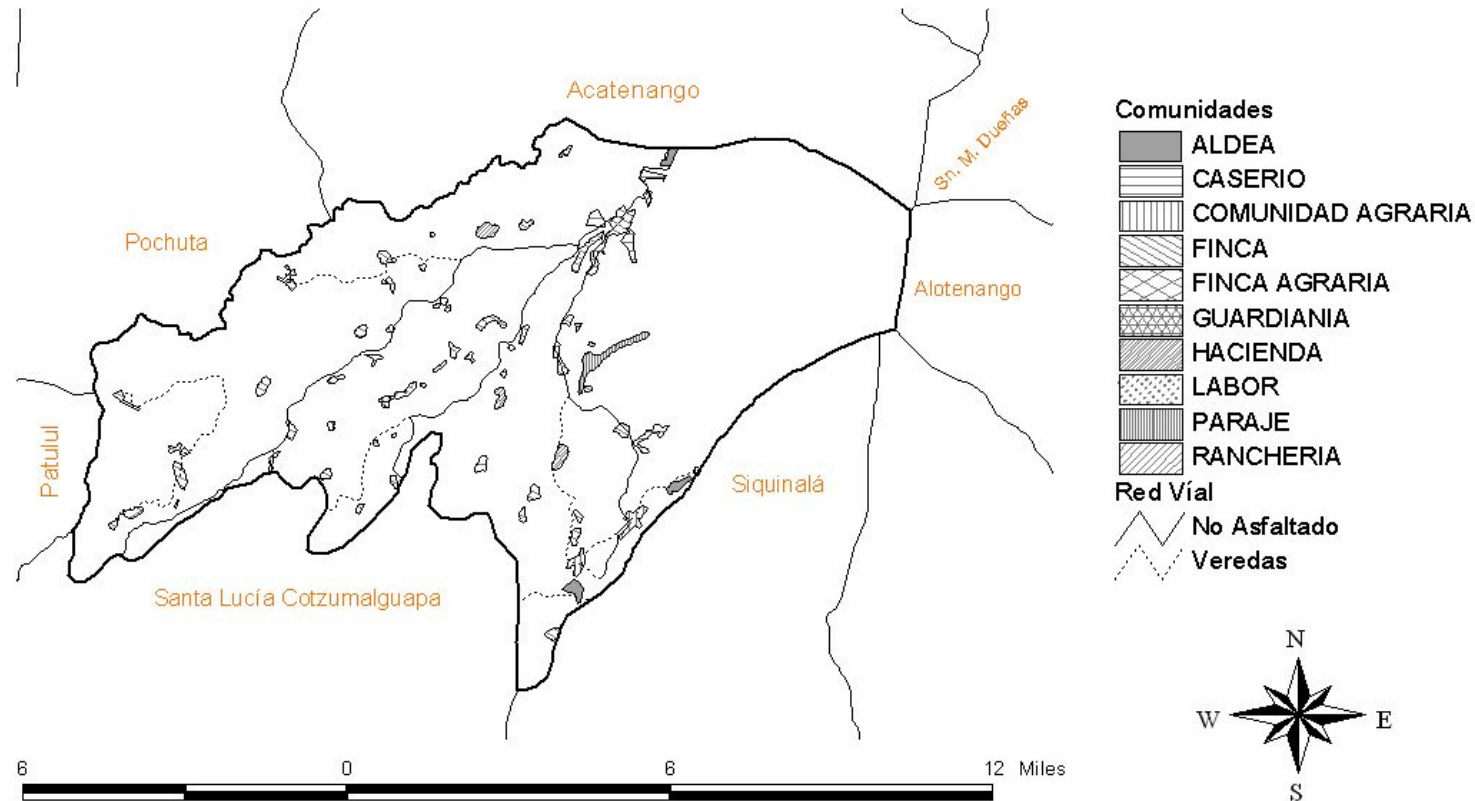 Acatenango
Sn. M. Dueñas
Pochuta
Alotenango
Patulul
Siquinalá
Santa Lucía Cotzumalguapa
Comunidades
ALDEA
CASERIO
COMUNIDAD AGRARIA
FINCA
FINCA AGRARIA
GUARDIANIA
HACIENDA
LABOR
PARAJE
RANCHERIA
Red Víal
No Asfaltado
Veredas
N
W E
S
6 0 6 12 Miles